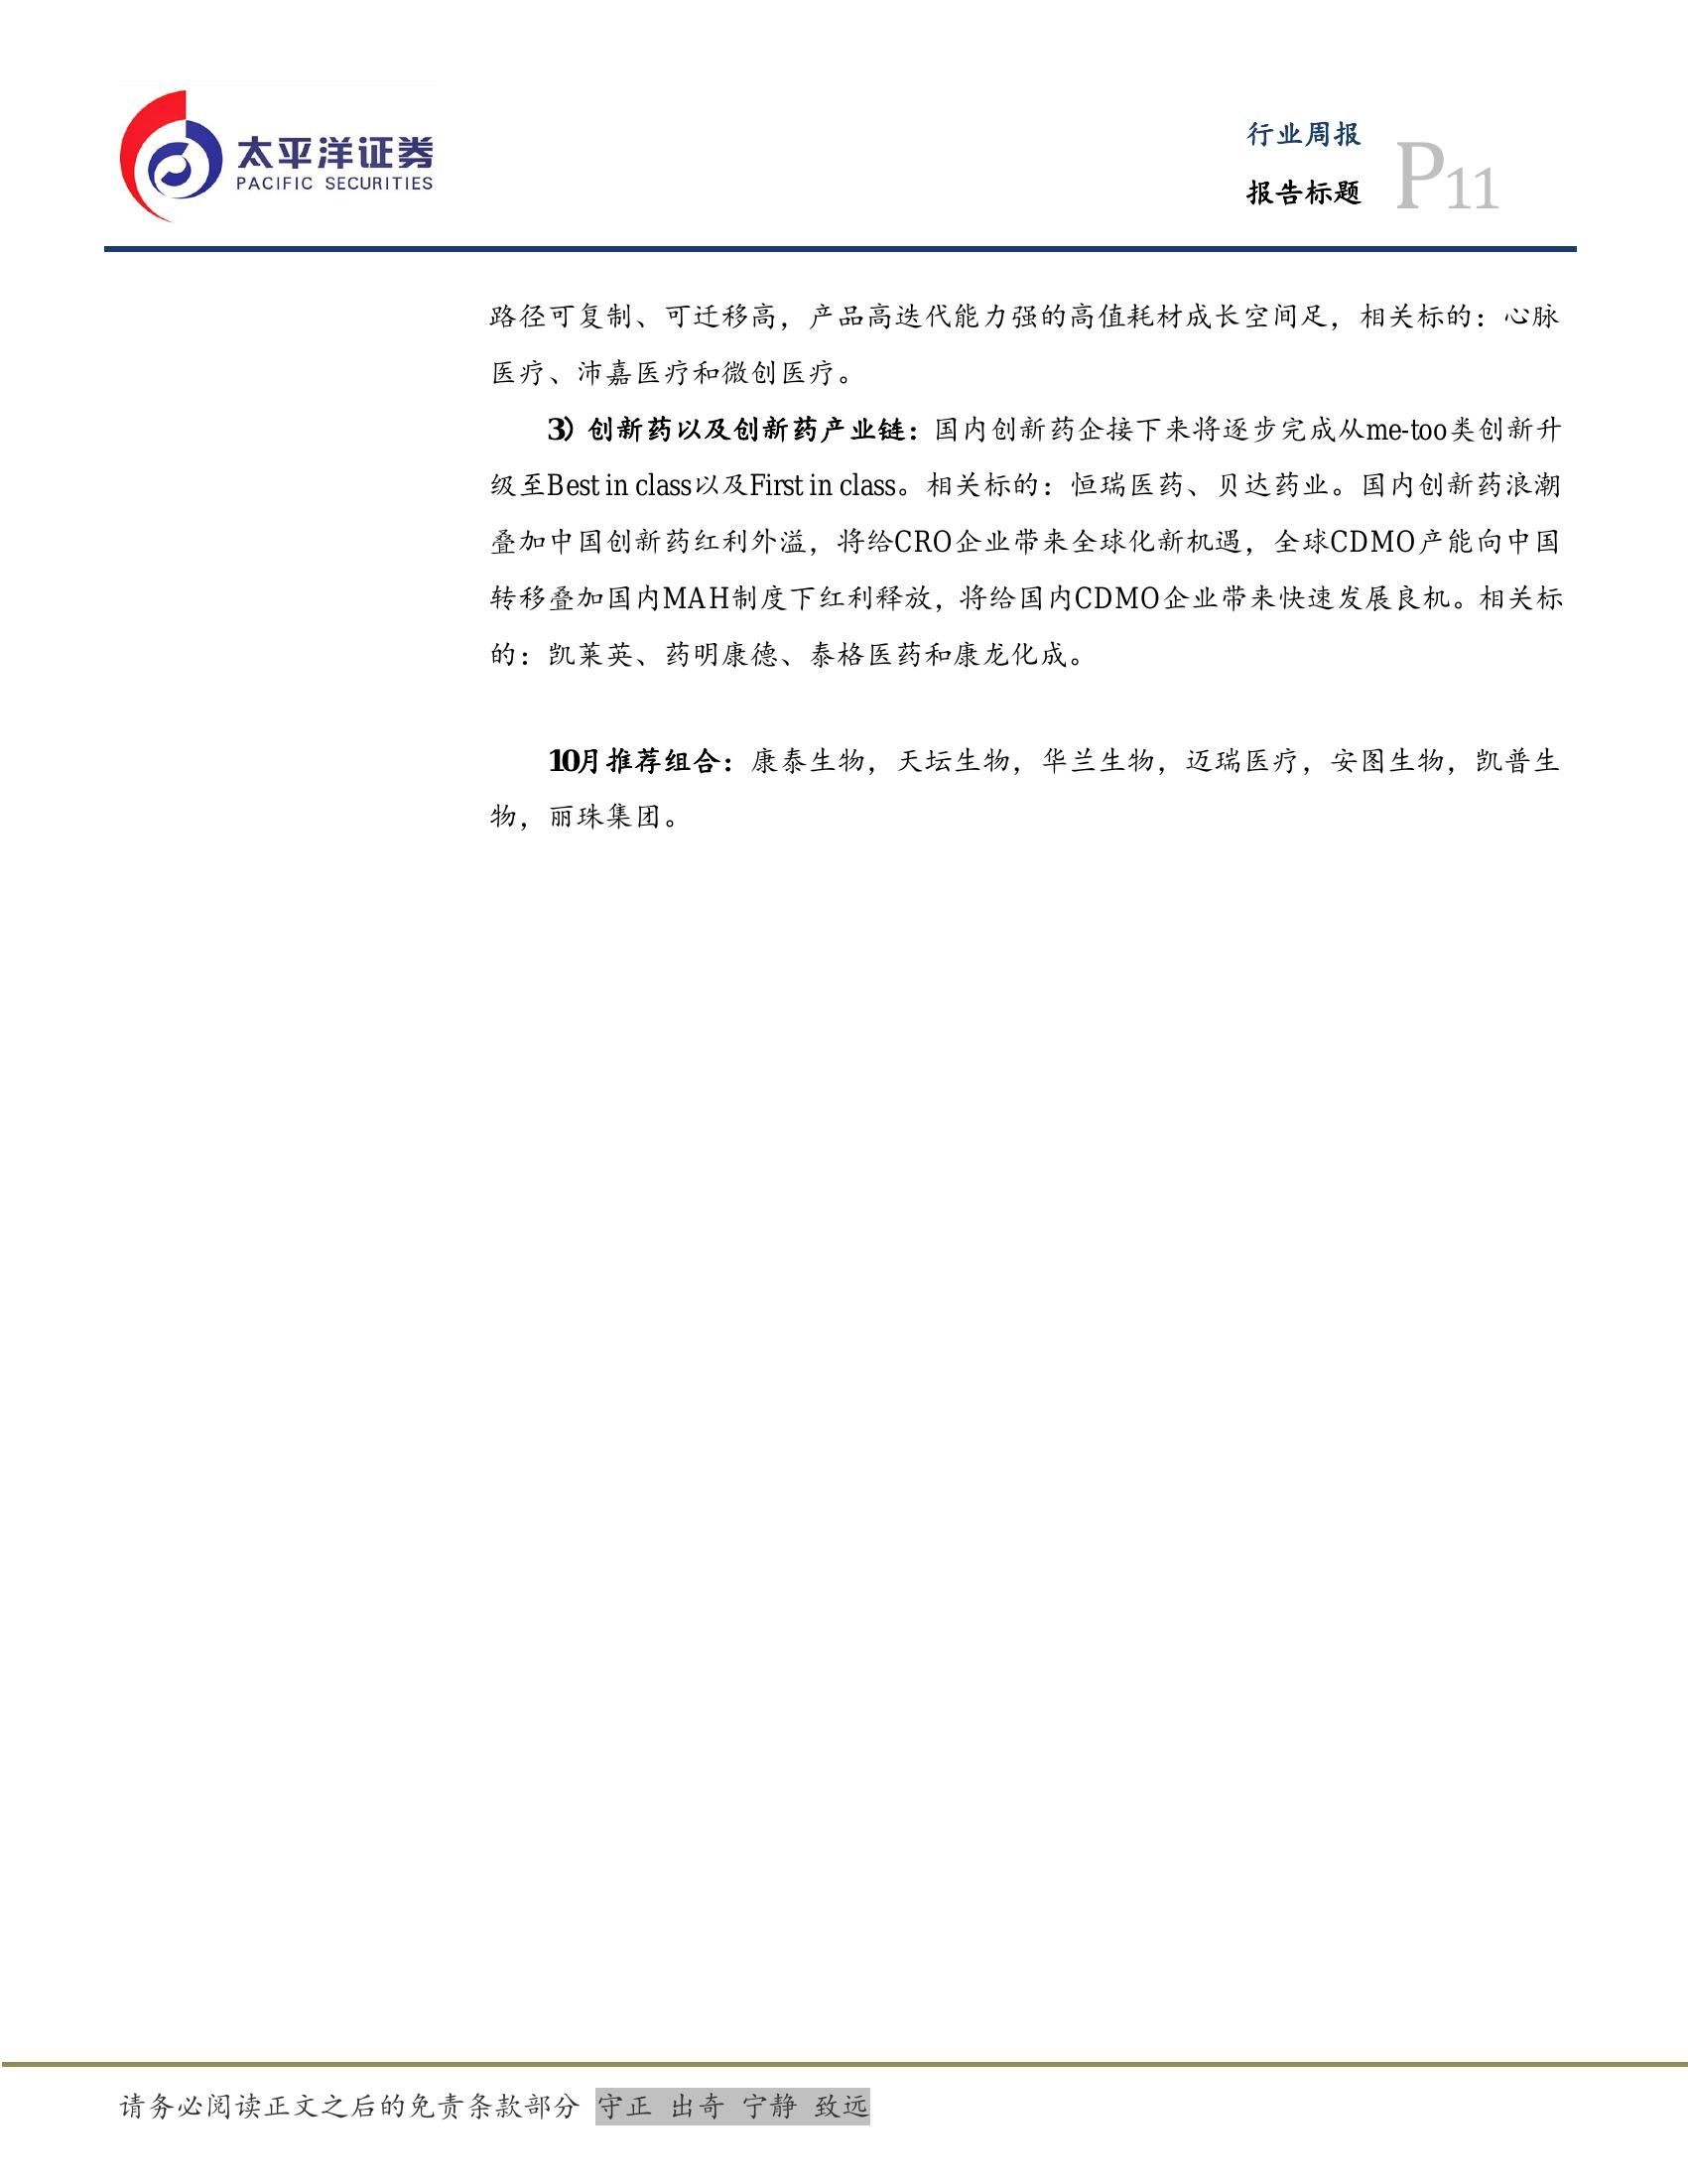 太平洋证券
PACIFIC SECURITIES
行业周报
报告标题
P11
路径可复制、可迁移高，产品高迭代能力强的高值耗材成长空间足，相关标的：心脉
医疗、沛嘉医疗和微创医疗。
3）创新药以及创新药产业链：国内创新药企接下来将逐步完成从me-too类创新升
级至Best in class以及First in class。相关标的：恒瑞医药、贝达药业。国内创新药浪潮
叠加中国创新药红利外溢，将给CRO企业带来全球化新机遇，全球CDMO产能向中国
转移叠加国内MAH制度下红利释放，将给国内CDMO企业带来快速发展良机。相关标
的：凯莱英、药明康德、泰格医药和康龙化成。
10月推荐组合：康泰生物，天坛生物，华兰生物，迈瑞医疗，安图生物，凯普生
物，丽珠集团。
请务必阅读正文之后的免责条款部分 守正 出奇 宁静 致远